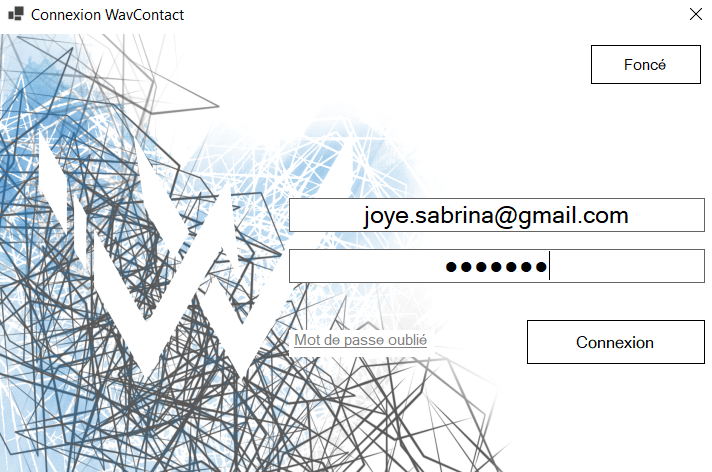 Connexion WavContact
Foncé
joye.sabrina@gmail.com
●●●●●●●
Mot de passe oublié
Connexion